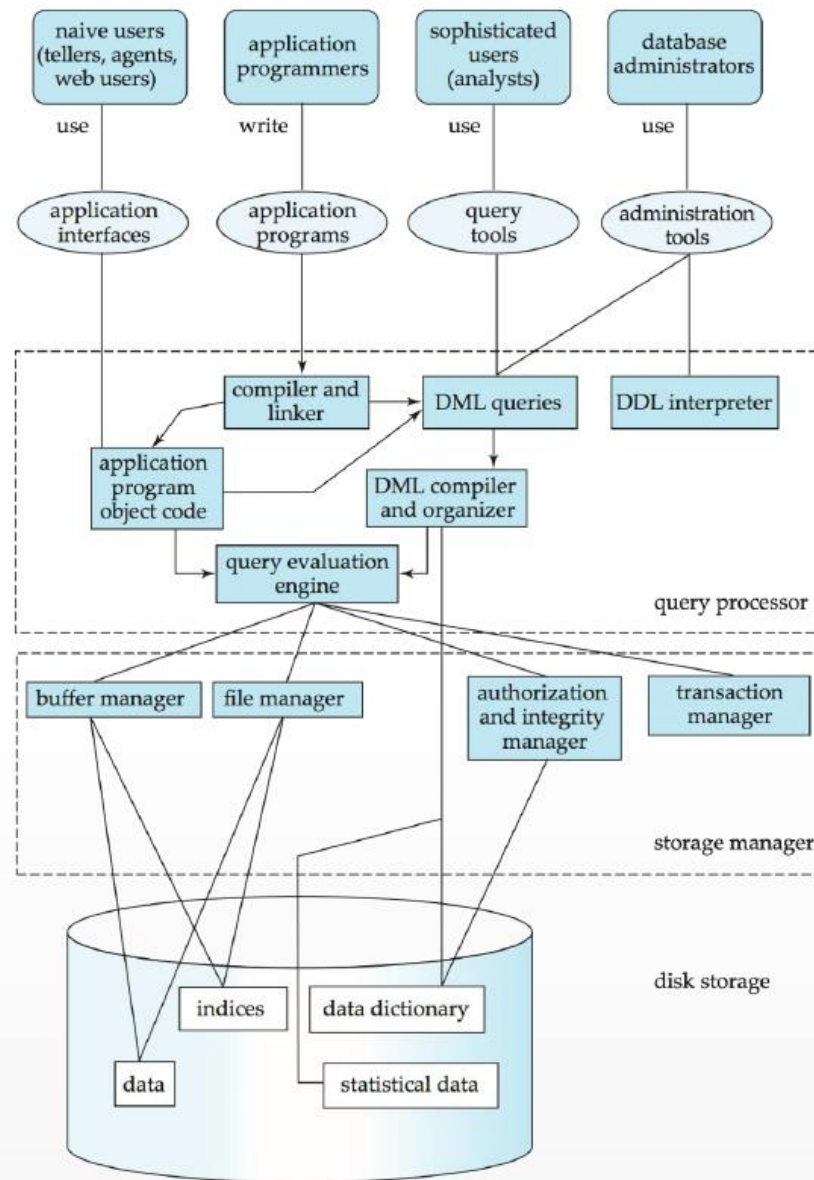 naive users
(tellers, agents,
web users)
application
programmers
sophisticated
users
(analysts)
database
administrators
use
write
use
use
application
interfaces
application
programs
query
tools
administration
tools
compiler and
linker
DML queries
DDL interpreter
application
program
object code
DML compiler
and organizer
query evaluation
engine
query processor
buffer manager
file manager
authorization
and integrity
manager
transaction
manager
storage manager
disk storage
indices
data dictionary
data
statistical data